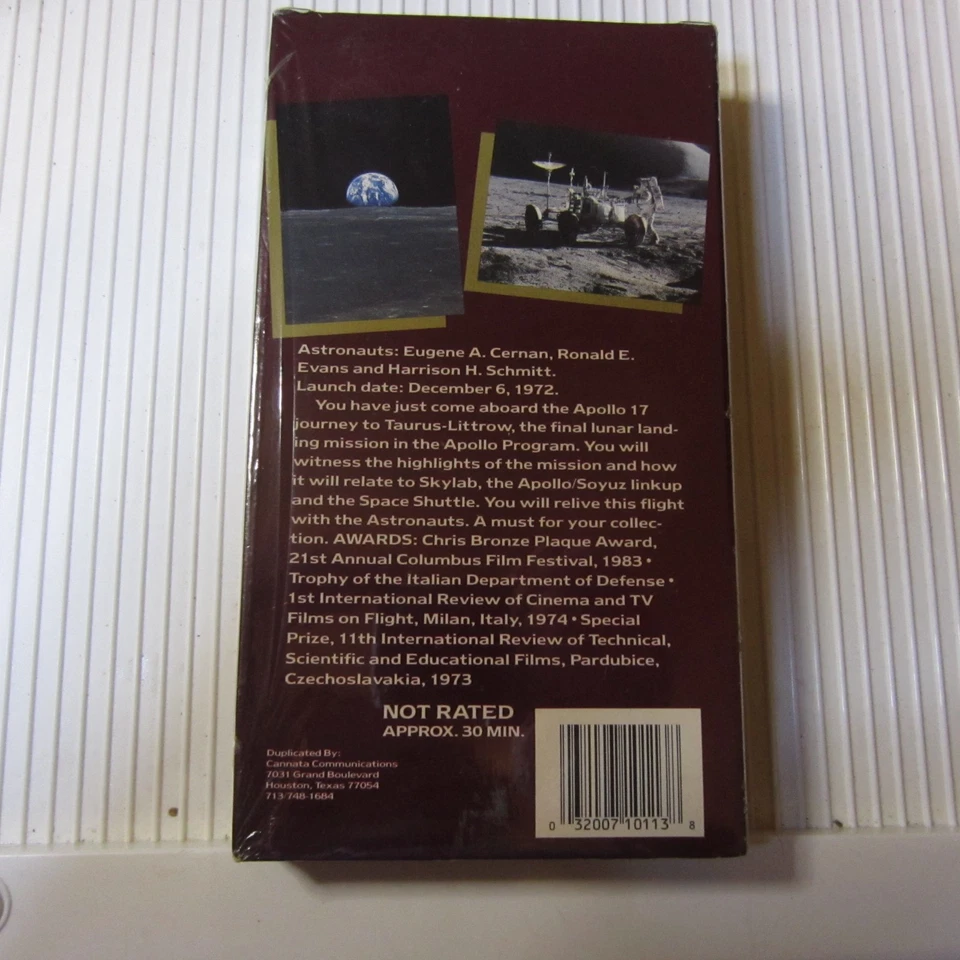 Astronauts: Eugene A. Cernan, Ronald E.
Evans and Harrison H. Schmitt.
Launch date: December 6, 1972.
You have just come aboard the Apollo 17
journey to Taurus-Littrow, the final lunar land-
ing mission in the Apollo Program. You will
witness the highlights of the mission and how
it will relate to Skylab, the Apollo/Soyuz linkup
and the Space Shuttle. You will relive this flight
with the Astronauts. A must for your collec-
tion. AWARDS: Chris Bronze Plaque Award,
21st Annual Columbus Film Festival, 1983 •
Trophy of the Italian Department of Defense •
1st International Review of Cinema and TV
Films on Flight, Milan, Italy, 1974 • Special
Prize, 11th International Review of Technical,
Scientific and Educational Films, Pardubice,
Czechoslavakia, 1973
NOT RATED
APPROX. 30 MIN.
Duplicated By:
Cannata Communications
7031 Grand Boulevard
Houston, Texas 77054
713-748-1684
0 32007 10113 8